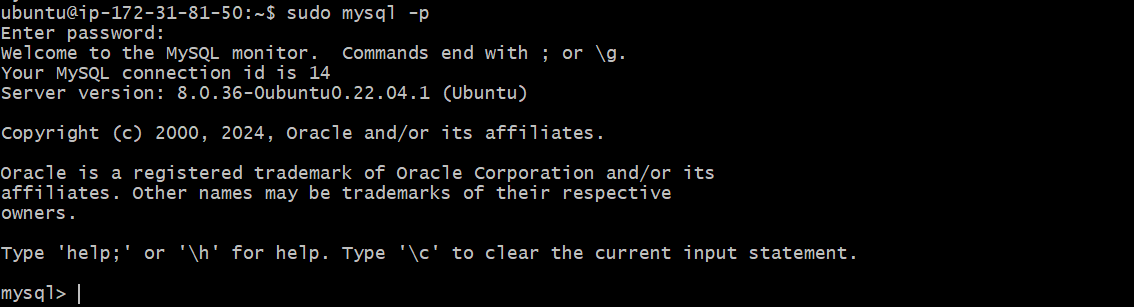 ubuntu@ip-172-31-81-50:~$ sudo mysql -p
Enter password:
Welcome to the MySQL monitor.  Commands end with ; or \g.
Your MySQL connection id is 14
Server version: 8.0.36-0ubuntu0.22.04.1 (Ubuntu)

Copyright (c) 2000, 2024, Oracle and/or its affiliates.

Oracle is a registered trademark of Oracle Corporation and/or its
affiliates. Other names may be trademarks of their respective
owners.

Type 'help;' or '\h' for help. Type '\c' to clear the current input statement.

mysql>